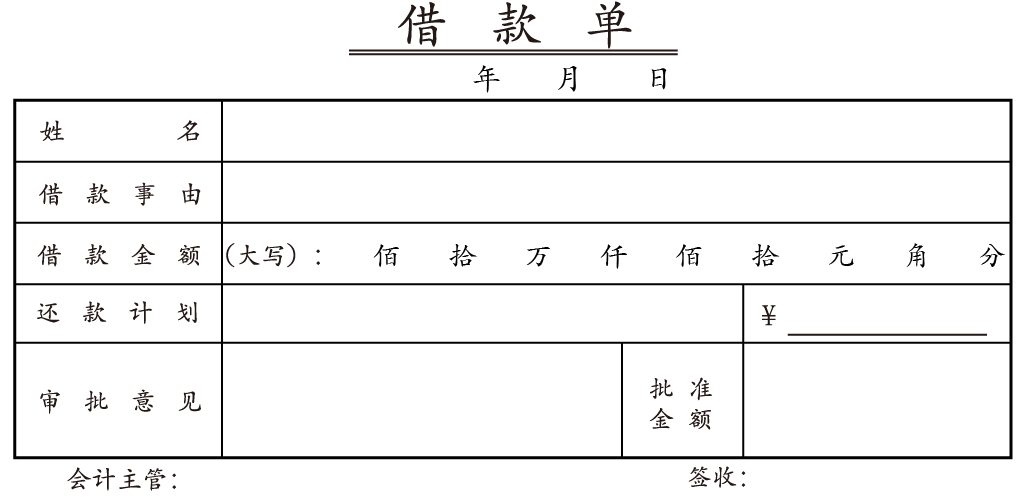 借款单
年 月 日
姓 名
借款事由
借款金额 （大写）： 佰 拾 万 仟 佰 拾 元 角 分
还款计划 ￥
审批意见 批准金额
会计主管： 签收：